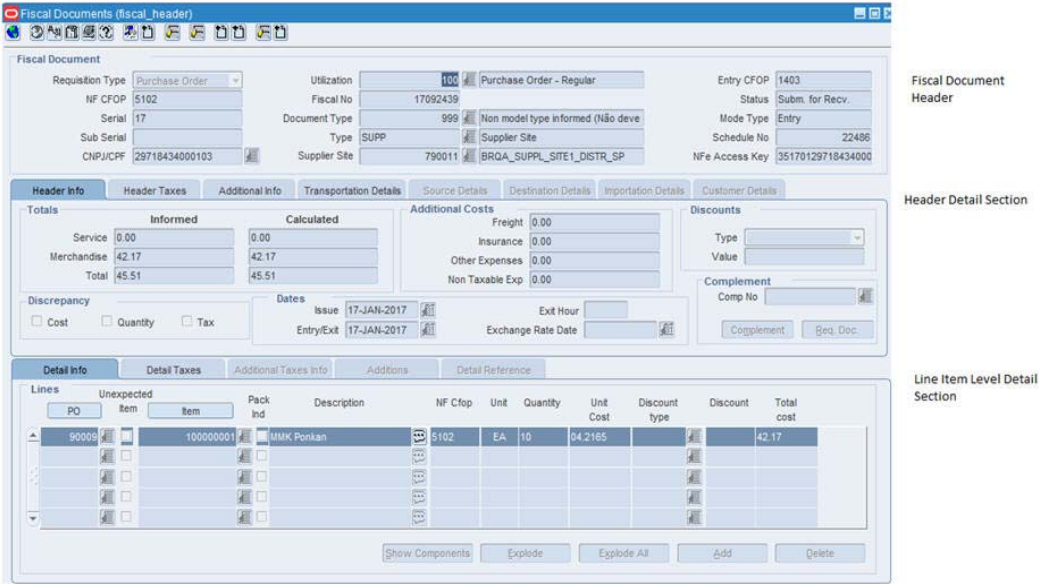 Fiscal Documents (fiscal_header)
Fiscal Document
Requisition Type Purchase Order Utilization 100 Purchase Order - Regular Entry CFOP 1403
NF CFOP 5102 Fiscal No 17092439 Status Subm. for Recv.
Serial 17 Document Type 999 Non model type informed (Não deve Mode Type Entry
Sub Serial Type SUPP Supplier Site Schedule No 22486
CNPJ/CPF 29718434000103 Supplier Site 790011 BRQA_SUPPL_SITE1_DISTR_SP NFe Access Key 35170129718434000
Fiscal Document
Header
Header Info Header Taxes Additional Info Transportation Details Source Details Destination Details Importation Details Customer Details
Header Detail Section
Totals
Informed Calculated
Service 0.00 0.00
Merchandise 42.17 42.17
Total 45.51 45.51
Additional Costs
Freight 0.00
Insurance 0.00
Other Expenses 0.00
Non Taxable Exp 0.00
Discounts
Type
Value
Complement
Comp No
Complement Req. Doc.
Discrepancy
Cost Quantity Tax
Dates
Issue 17-JAN-2017 Exit Hour
Entry/Exit 17-JAN-2017 Exchange Rate Date
Detail Info Detail Taxes Additional Taxes Info Additions Detail Reference
Line Item Level Detail
Section
Lines
PO Unexpected Item Item Pack Ind Description NF Cfop Unit Quantity Unit Cost Discount type Discount Total cost
90009 100000001 MMK Ponkan 5102 EA 10 04.2165 42.17
Show Components Explode Explode All Add Delete